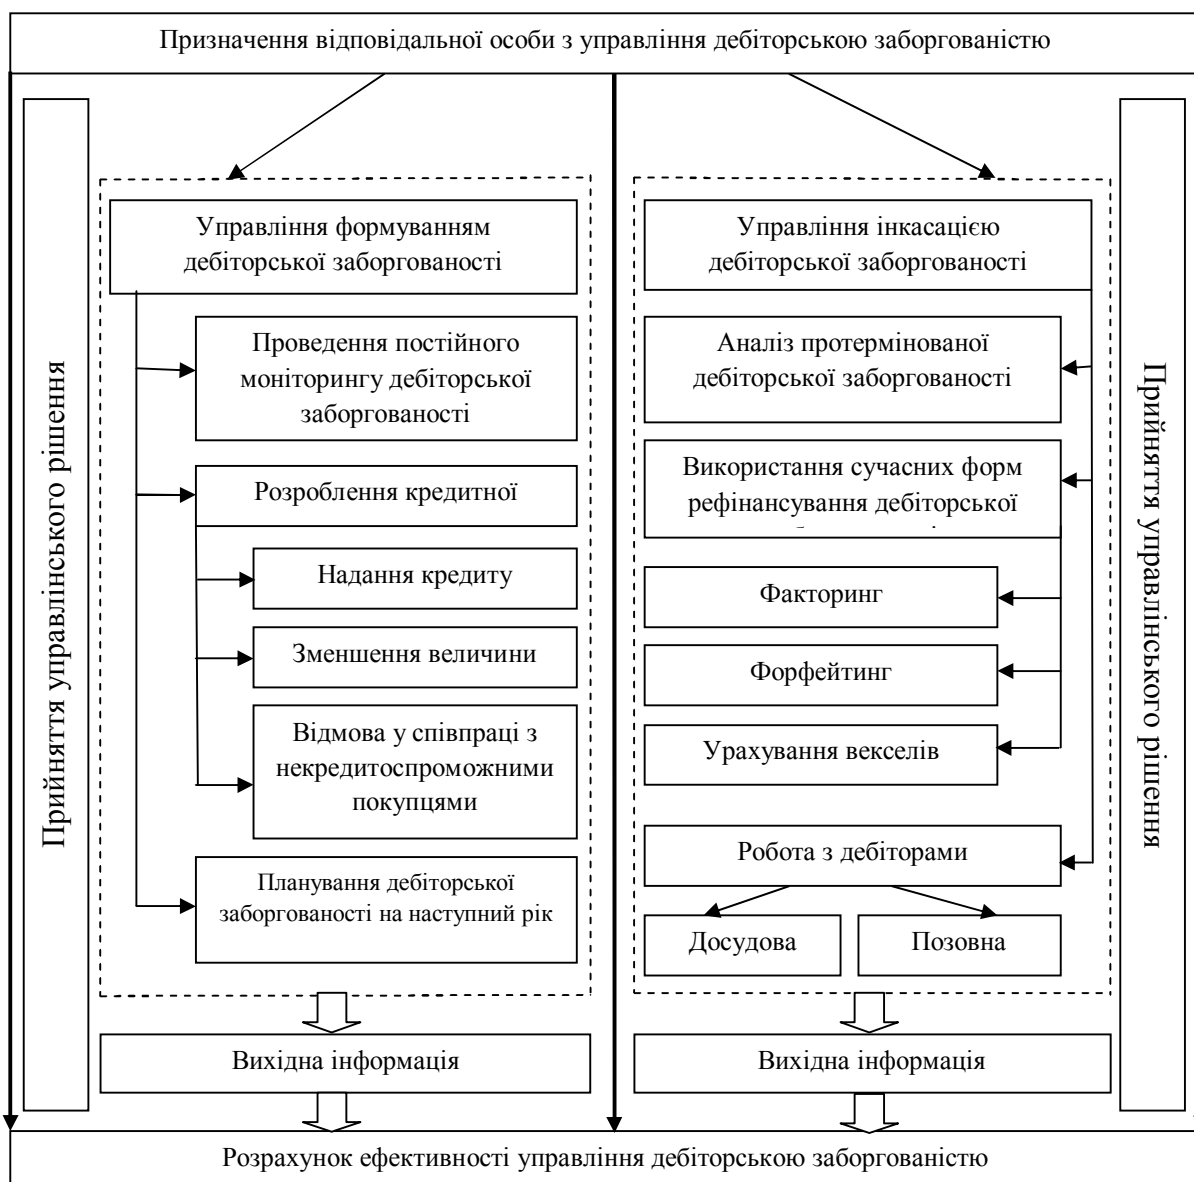 Призначення відповідальної особи з управління дебіторською заборгованістю
Прийняття управлінського рішення
Управління формуванням
дебіторської заборгованості
Проведення постійного
моніторингу дебіторської
заборгованості
Розроблення кредитної
Надання кредиту
Зменшення величини
Відмова у співпраці з
некредитоспроможними
покупцями
Планування дебіторської
заборгованості на наступний рік
Вихідна інформація
Управління інкасацією
дебіторської заборгованості
Аналіз протермінованої
дебіторської заборгованості
Використання сучасних форм
рефінансування дебіторської
Факторинг
Форфейтинг
Урахування векселів
Робота з дебіторами
Досудова
Позовна
Вихідна інформація
Прийняття управлінського рішення
Розрахунок ефективності управління дебіторською заборгованістю